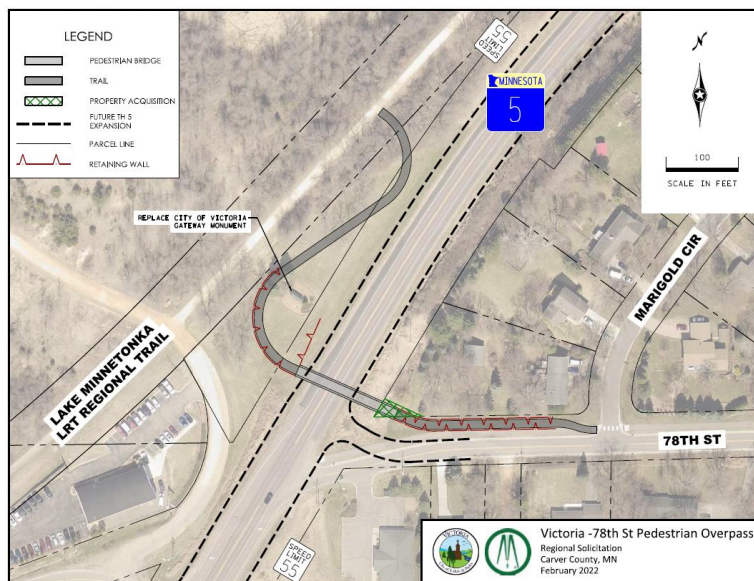 LEGEND
PEDESTRIAN BRIDGE
TRAIL
PROPERTY ACQUISITION
FUTURE TH 5
EXPANSION
PARCEL LINE
RETAINING WALL
SPEED
LIMIT
55
MINNESOTA
5
N
100
SCALE IN FEET
REPLACE CITY OF VICTORIA
GATEWAY MONUMENT
MARIGOLD CIR
LAKE MINNETONKA
LRT REGIONAL TRAIL
78TH ST
SPEED
LIMIT
55
VICTORIA
Victoria -78th St Pedestrian Overpass
Regional Solicitation
Carver County, MN
February 2022